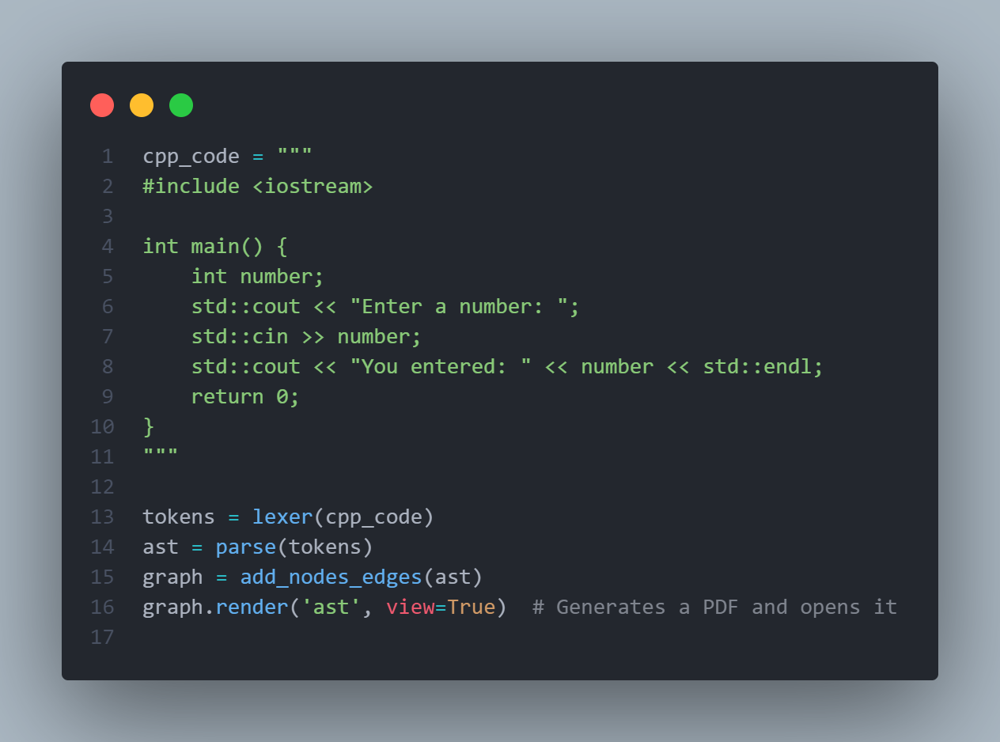 1 cpp_code = """
2 #include <iostream>
3
4 int main() {
5     int number;
6     std::cout << "Enter a number: ";
7     std::cin >> number;
8     std::cout << "You entered: " << number << std::endl;
9     return 0;
10 }
11 """
12
13 tokens = lexer(cpp_code)
14 ast = parse(tokens)
15 graph = add_nodes_edges(ast)
16 graph.render('ast', view=True)  # Generates a PDF and opens it
17